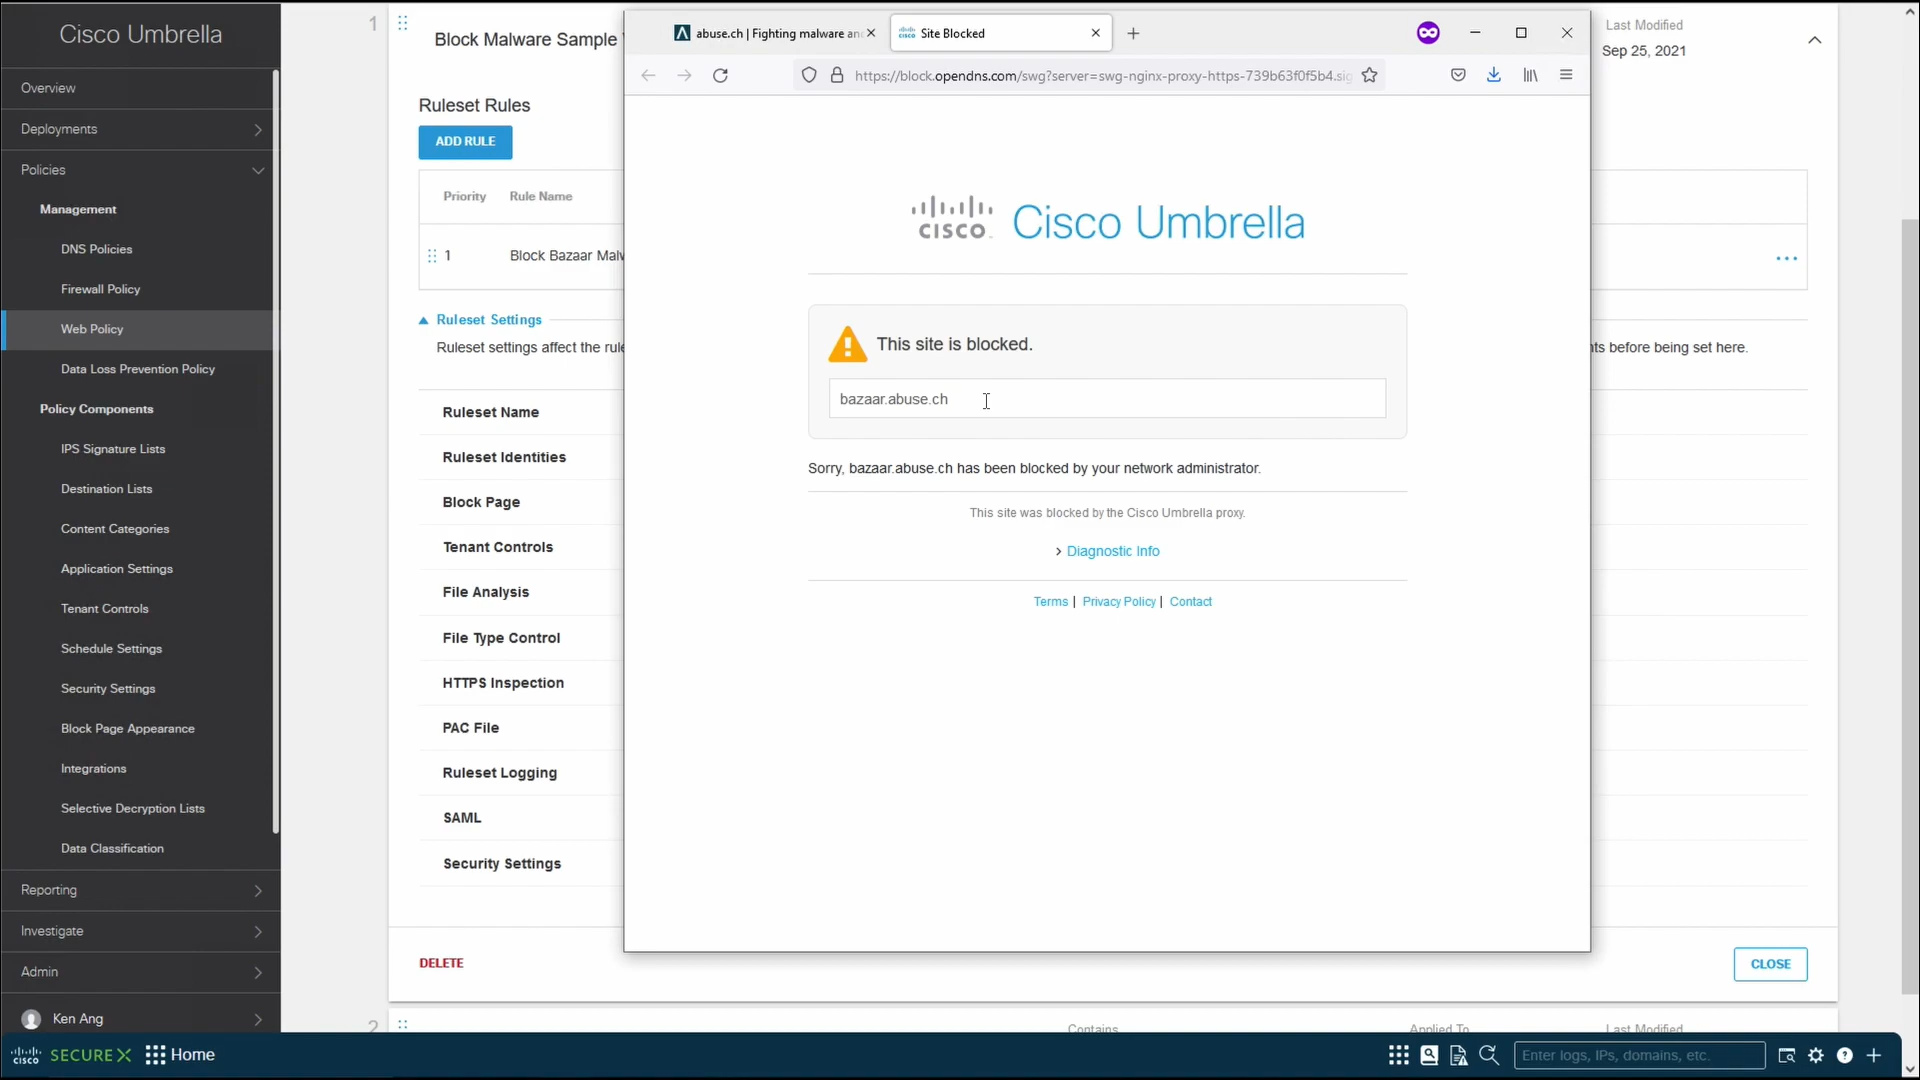 Cisco Umbrella
Overview
Deployments
Policies
Management
DNS Policies
Firewall Policy
Web Policy
Data Loss Prevention Policy
Policy Components
IPS Signature Lists
Destination Lists
Content Categories
Application Settings
Tenant Controls
Schedule Settings
Security Settings
Block Page Appearance
Integrations
Selective Decryption Lists
Data Classification
Reporting
Investigate
Admin
Ken Ang
1
Block Malware Sample
Last Modified
Sep 25, 2021
Ruleset Rules
ADD RULE
Priority Rule Name
1 Block Bazaar Malw
Ruleset Settings
Ruleset settings affect the rule
nts before being set here.
Ruleset Name
Ruleset Identities
Block Page
Tenant Controls
File Analysis
File Type Control
HTTPS Inspection
PAC File
Ruleset Logging
SAML
Security Settings
DELETE
CLOSE
2
Contains Applied To Last Modified
abuse.ch | Fighting malware an
Site Blocked
https://block.opendns.com/swg?server=swg-nginx-proxy-https-739b63f0f5b4.sig
cisco Cisco Umbrella
This site is blocked.
bazaar.abuse.ch
Sorry, bazaar.abuse.ch has been blocked by your network administrator.
This site was blocked by the Cisco Umbrella proxy.
> Diagnostic Info
Terms | Privacy Policy | Contact
cisco SECUREX Home
Enter logs, IPs, domains, etc.